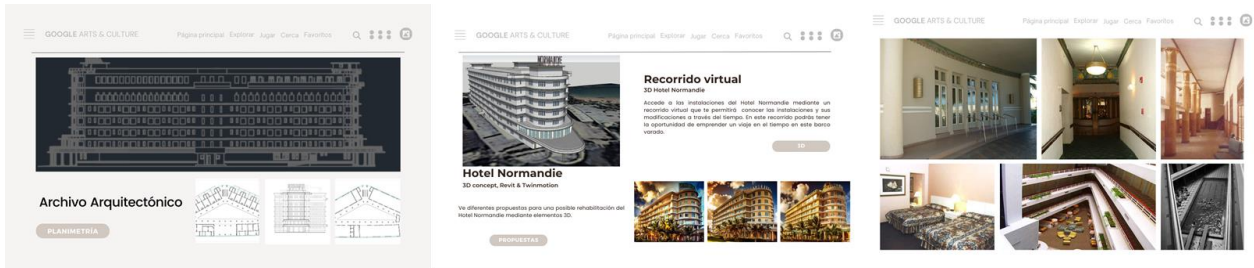 GOOGLE ARTS & CULTURE Página principal Explorar Jugar Cerca Favoritos
Archivo Arquitectónico
PLANIMETRÍA
GOOGLE ARTS & CULTURE Página principal Explorar Jugar Cerca Favoritos
NORMANDIE
Hotel Normandie
3D concept, Revit & Twinmotion
Ve diferentes propuestas para una posible rehabilitación del
Hotel Normandie mediante elementos 3D.
PROPUESTAS
Recorrido virtual
3D Hotel Normandie
Accede a las instalaciones del Hotel Normandie mediante un
recorrido virtual que te permitirá conocer las instalaciones y sus
modificaciones a través del tiempo. En este recorrido podrás tener
la oportunidad de emprender un viaje en el tiempo en este barco
varado.
3D
GOOGLE ARTS & CULTURE Página principal Explorar Jugar Cerca Favoritos